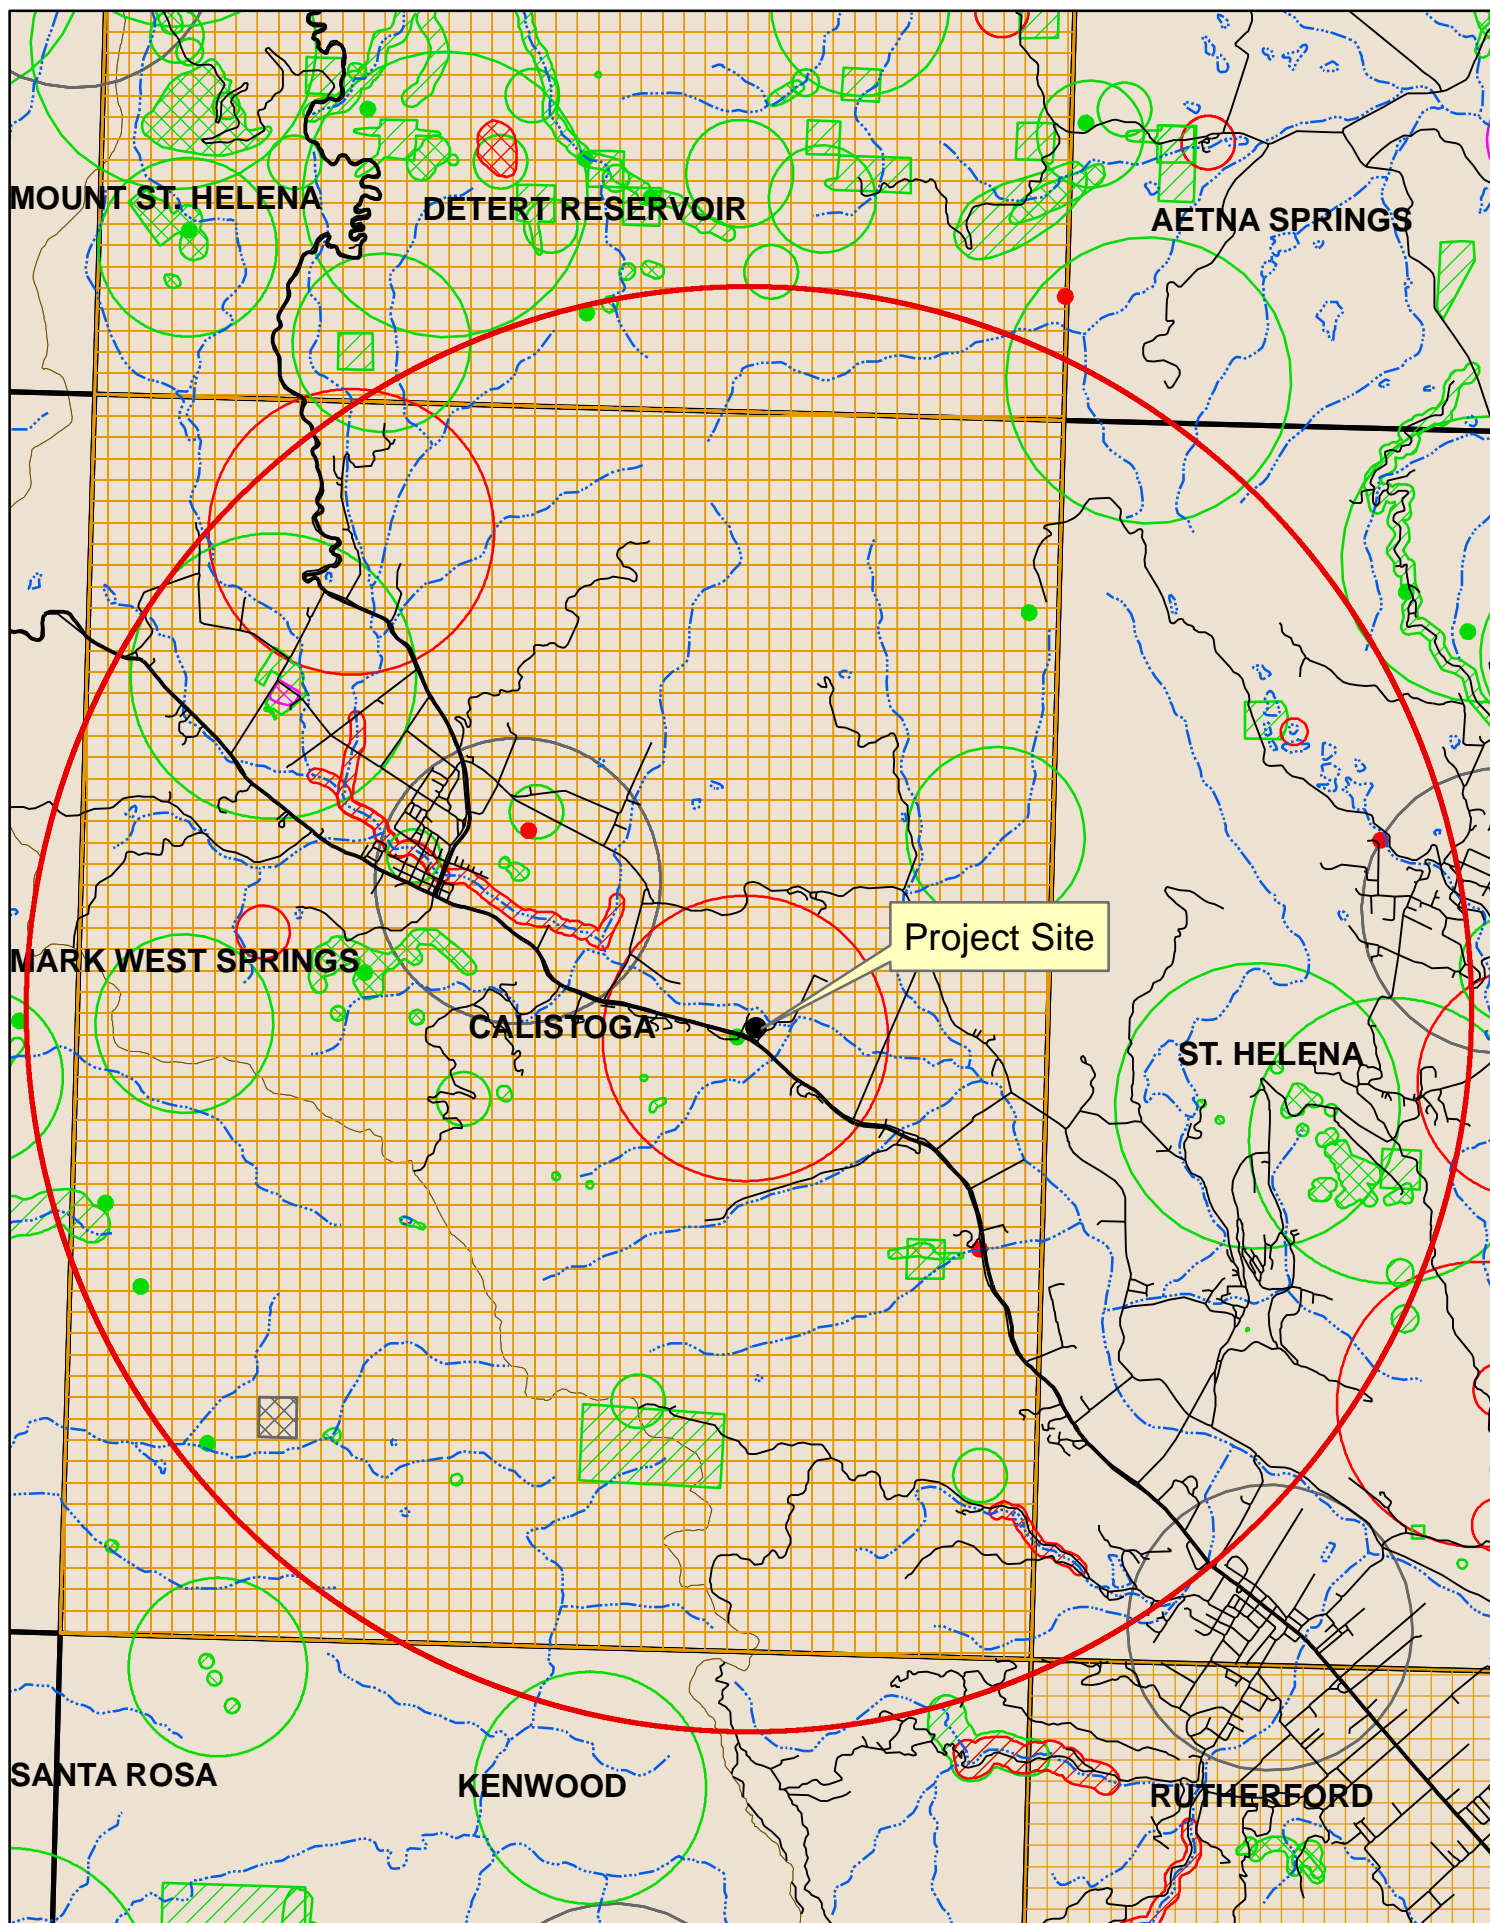 MOUNT ST. HELENA
DETERT RESERVOIR
AETNA SPRINGS
Project Site
MARK WEST SPRINGS
CALISTOGA
ST. HELENA
SANTA ROSA
KENWOOD
RUTHERFORD